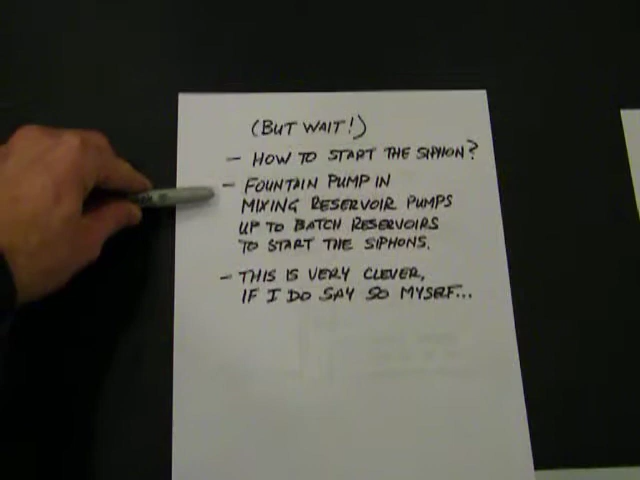 (BUT WAIT!)
- HOW TO START THE SIPHON?
- FOUNTAIN PUMP IN
MIXING RESERVOIR PUMPS
UP TO BATCH RESERVOIRS
TO START THE SIPHONS.
- THIS IS VERY CLEVER,
IF I DO SAY SO MYSELF...